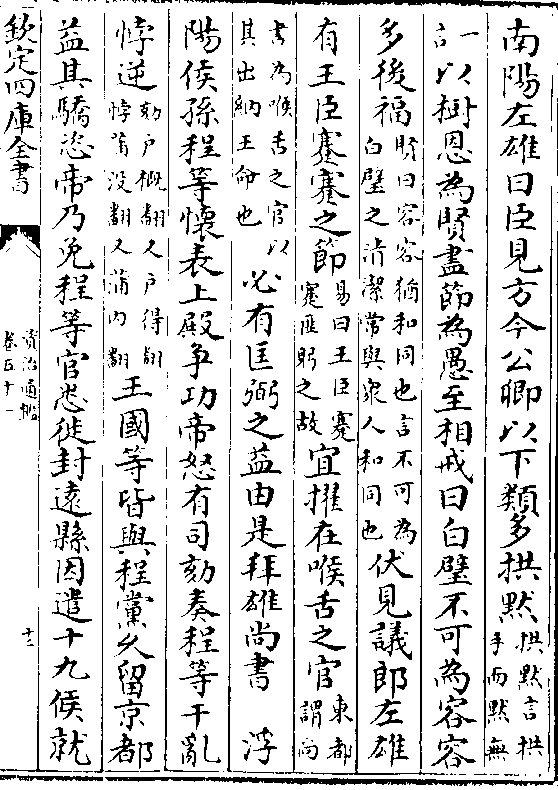 南陽左雄曰臣見方今公卿以下類多拱黙拱黙言拱手而黙無
一言以樹恩為賢盡節為愚至相戒曰白璧不可為容容
多後福賢曰容容猶和同也言不可為白璧之清潔常與衆人和同也伏見議郎左雄
有王臣蹇蹇之節易曰王臣蹇蹇匪躬之故宜擢在喉舌之官東都謂尚
書為喉舌之官以其出納王命也必有匡弼之益由是拜雄尚書 浮
陽侯孫程等懷表上殿爭功帝怒有司劾奏程等干亂
悖逆劾戸概翻又戸得翻悖蒲没翻又蒲内翻王國等皆與程黨久留京都
益其驕恣帝乃免程等官悉徙封遠縣因遣十九侯就
欽定四庫全書
資治通鑑
卷五十一
十二